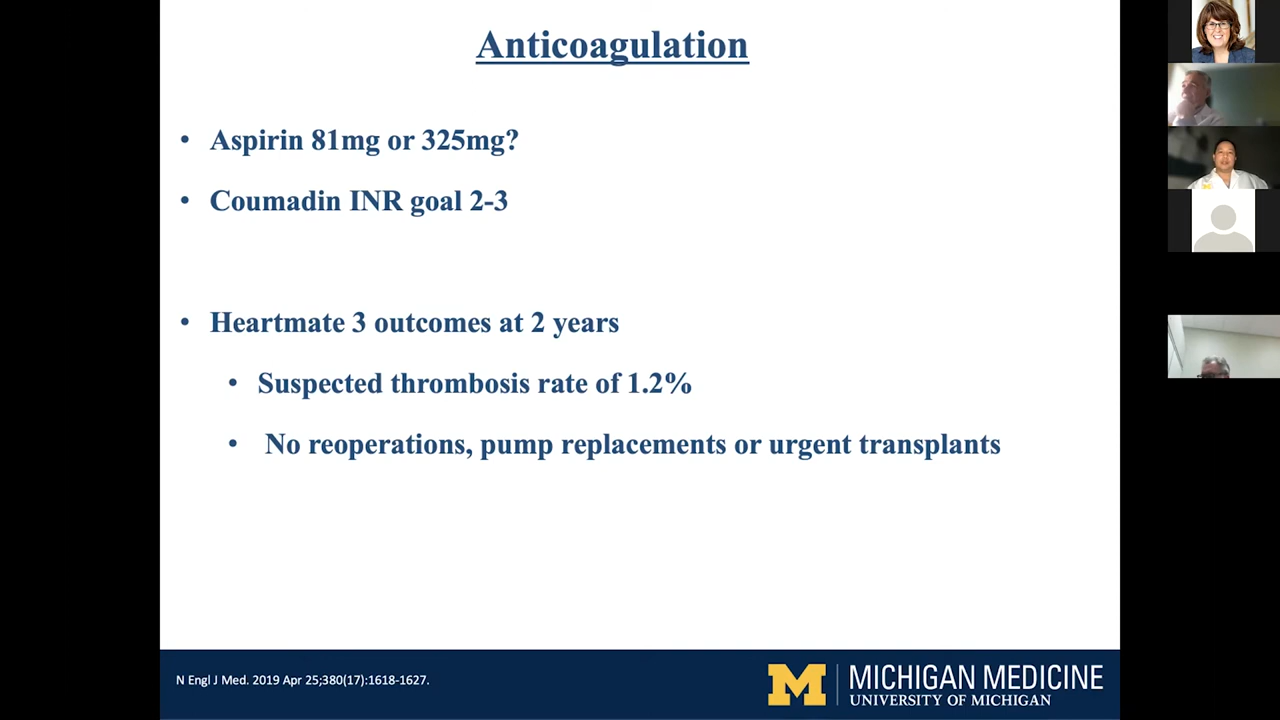 Anticoagulation
• Aspirin 81mg or 325mg?
• Coumadin INR goal 2-3
• Heartmate 3 outcomes at 2 years
• Suspected thrombosis rate of 1.2%
• No reoperations, pump replacements or urgent transplants
N Engl J Med. 2019 Apr 25;380(17):1618-1627.
M MICHIGAN MEDICINE
UNIVERSITY OF MICHIGAN